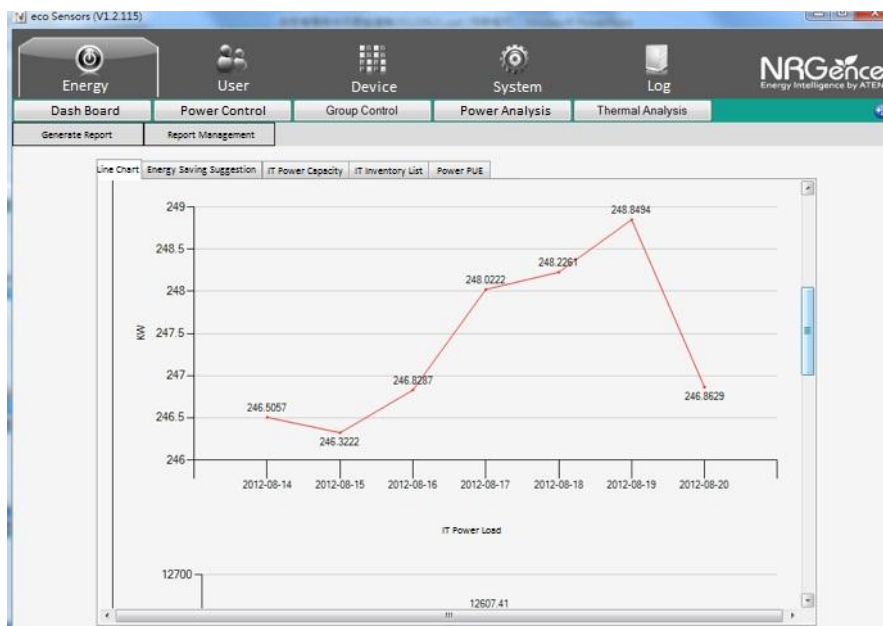 eco Sensors (V1.2.115)
Energy
User
Device
System
Log
NRGence
Energy Intelligence by ATEN
Dash Board
Power Control
Group Control
Power Analysis
Thermal Analysis
Generate Report
Report Management
Line Chart
Energy Saving Suggestion
IT Power Capacity
IT Inventory List
Power PUE
249
248.5
248
247.5
247
246.5
246
KW
246.5057
246.3222
246.8287
248.0222
248.2261
248.8494
246.8629
2012-08-14
2012-08-15
2012-08-16
2012-08-17
2012-08-18
2012-08-19
2012-08-20
IT Power Load
12700
12607.41